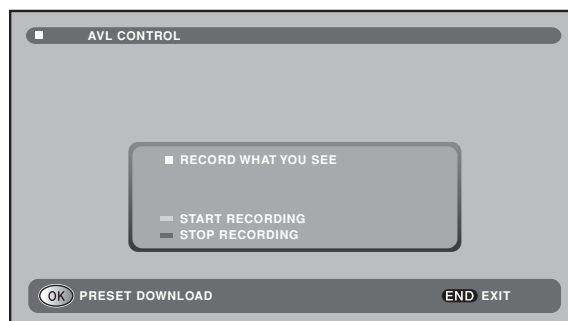 AVL CONTROL
RECORD WHAT YOU SEE
START RECORDING
STOP RECORDING
OK PRESET DOWNLOAD END EXIT